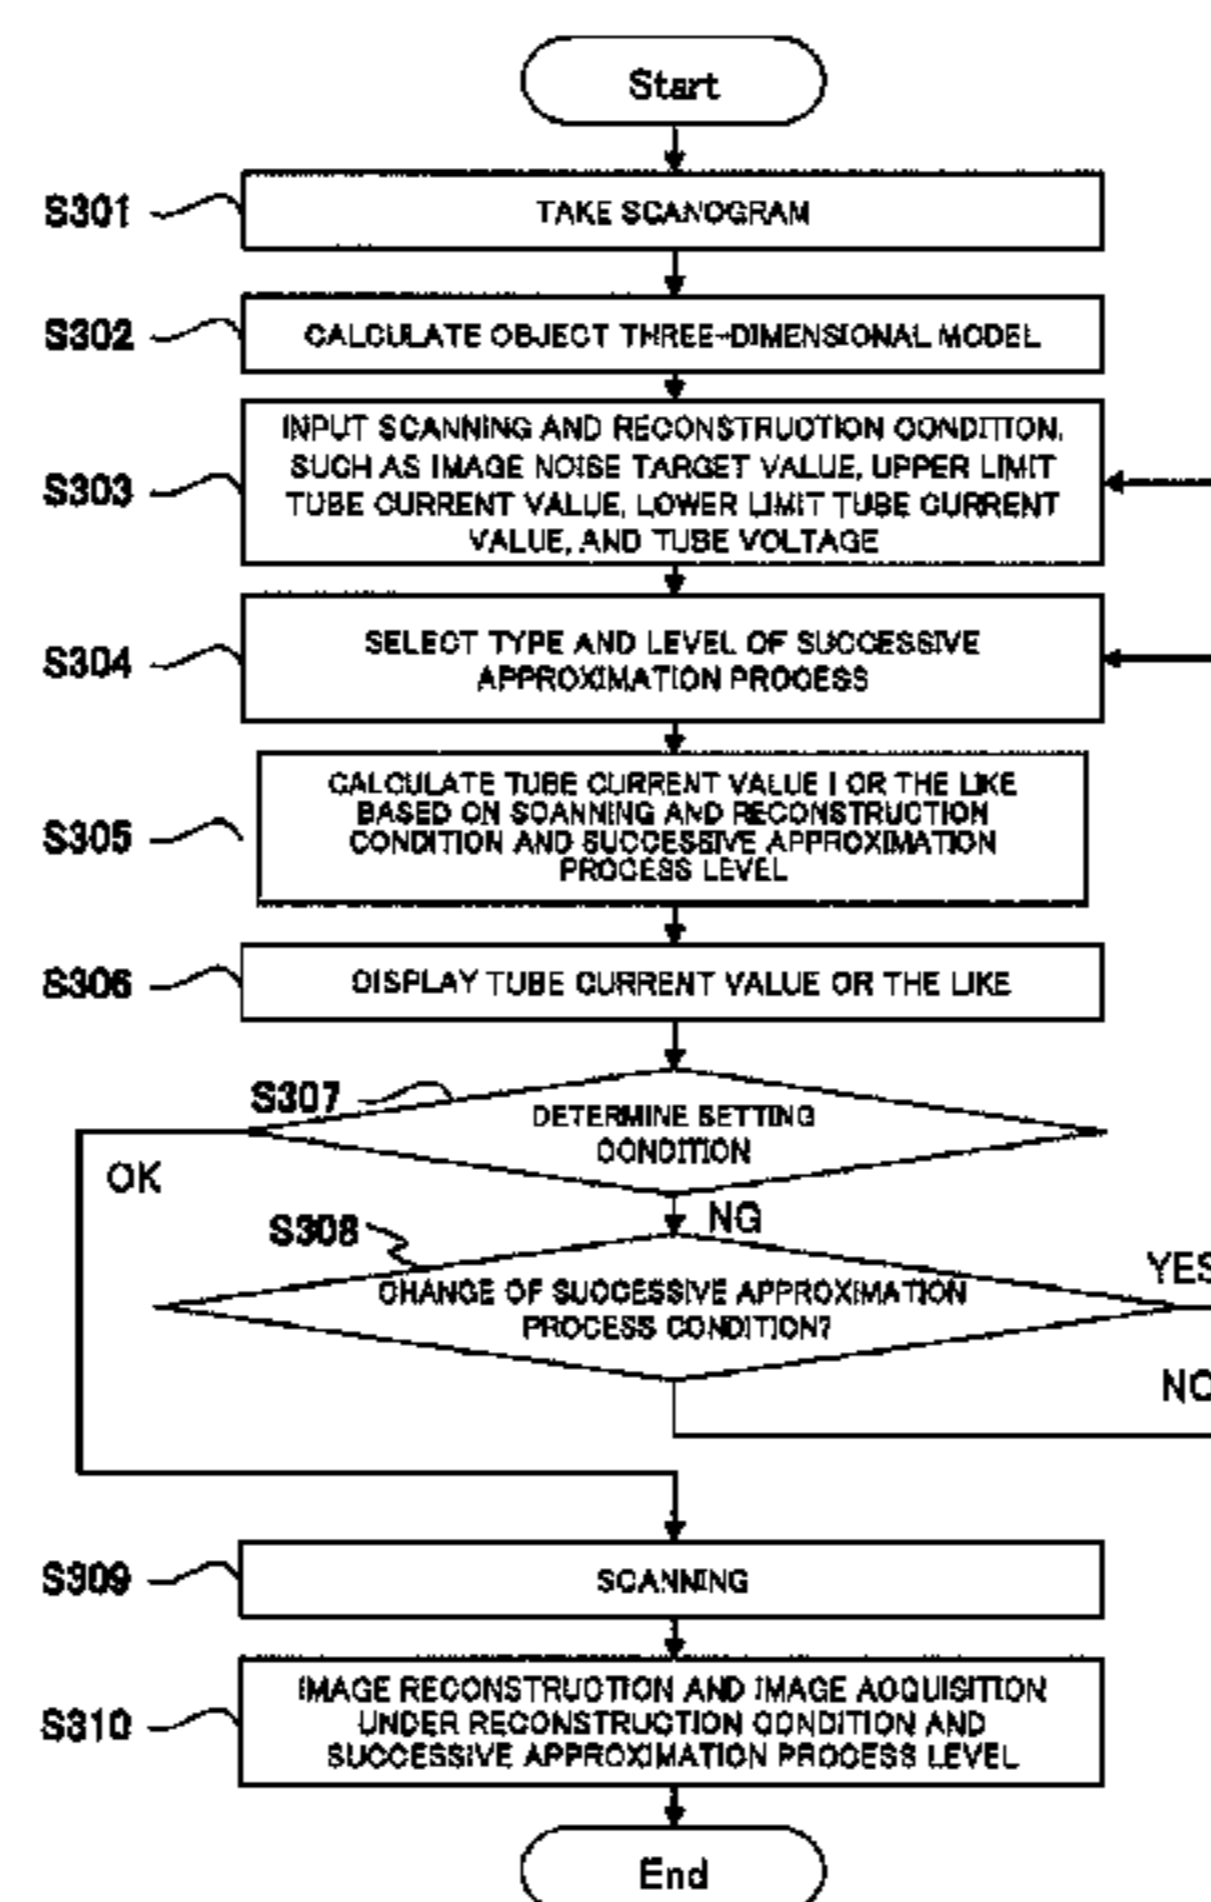 Start
S301
TAKE SCANOGRAM
S302
CALCULATE OBJECT THREE-DIMENSIONAL MODEL
S303
INPUT SCANNING AND RECONSTRUCTION CONDITION,
SUCH AS IMAGE NOISE TARGET VALUE, UPPER LIMIT
TUBE CURRENT VALUE, LOWER LIMIT TUBE CURRENT
VALUE, AND TUBE VOLTAGE
S304
SELECT TYPE AND LEVEL OF SUCCESSIVE
APPROXIMATION PROCESS
S305
CALCULATE TUBE CURRENT VALUE I OR THE LIKE
BASED ON SCANNING AND RECONSTRUCTION
CONDITION AND SUCCESSIVE APPROXIMATION
PROCESS LEVEL
S306
DISPLAY TUBE CURRENT VALUE OR THE LIKE
S307
DETERMINE SETTING
CONDITION
OK
NG
S308
YES
CHANGE OF SUCCESSIVE APPROXIMATION
PROCESS CONDITION?
NO
S309
SCANNING
S310
IMAGE RECONSTRUCTION AND IMAGE ACQUISITION
UNDER RECONSTRUCTION CONDITION AND
SUCCESSIVE APPROXIMATION PROCESS LEVEL
End